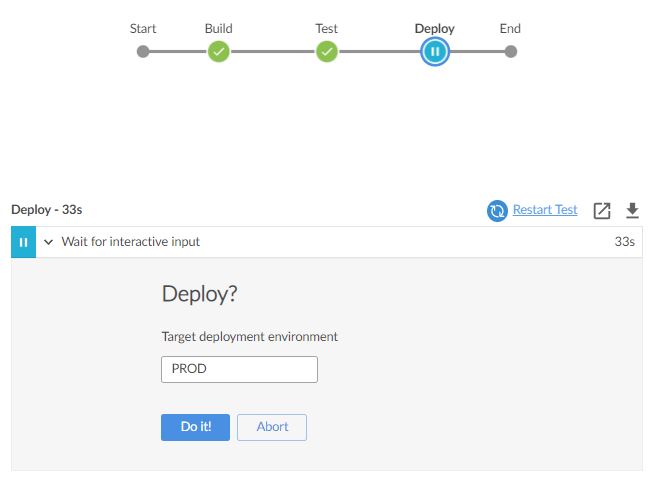 Start Build Test Deploy End
Deploy - 33s Restart Test
Wait for interactive input 33s
Deploy?
Target deployment environment
PROD
Do it! Abort